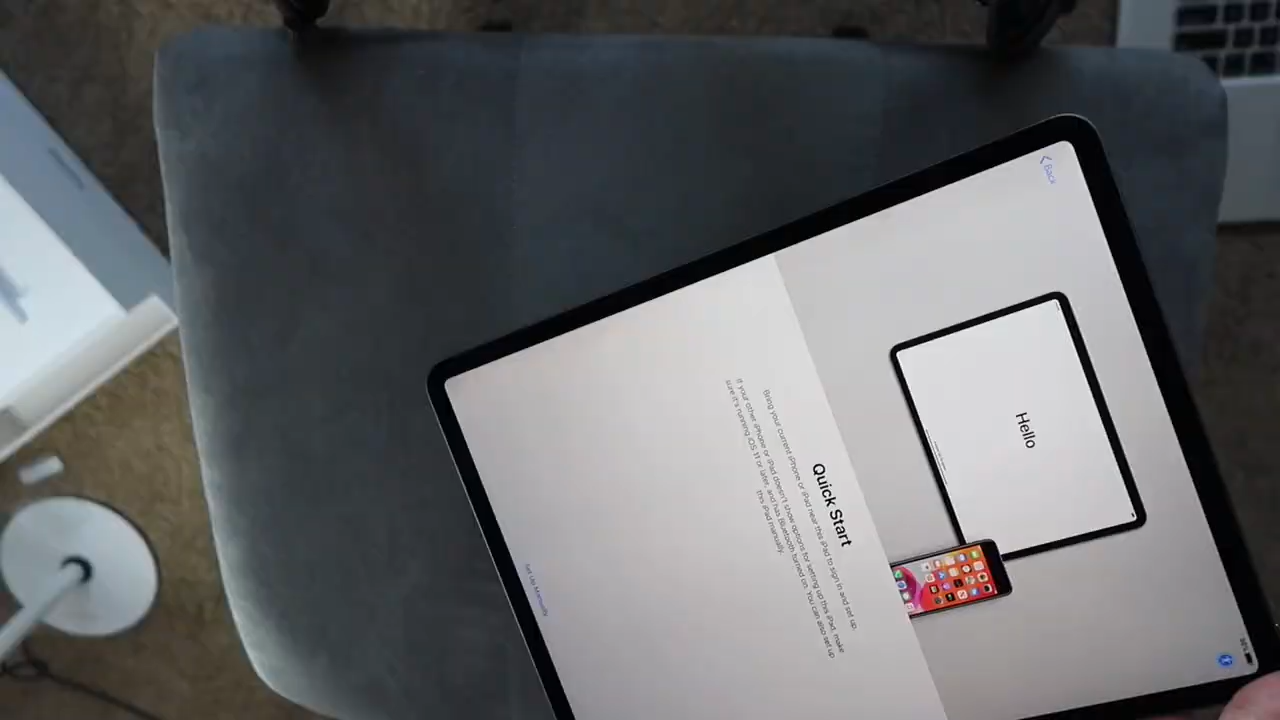 Back
Hello
Quick Start
Bring your current iPhone or iPad near this iPad to sign in and set up.
If your other iPhone or iPad doesn't show options for setting up this iPad, make
sure it's running iOS 11 or later, and has Bluetooth turned on. You can also set up
this iPad manually.
Set Up Manually